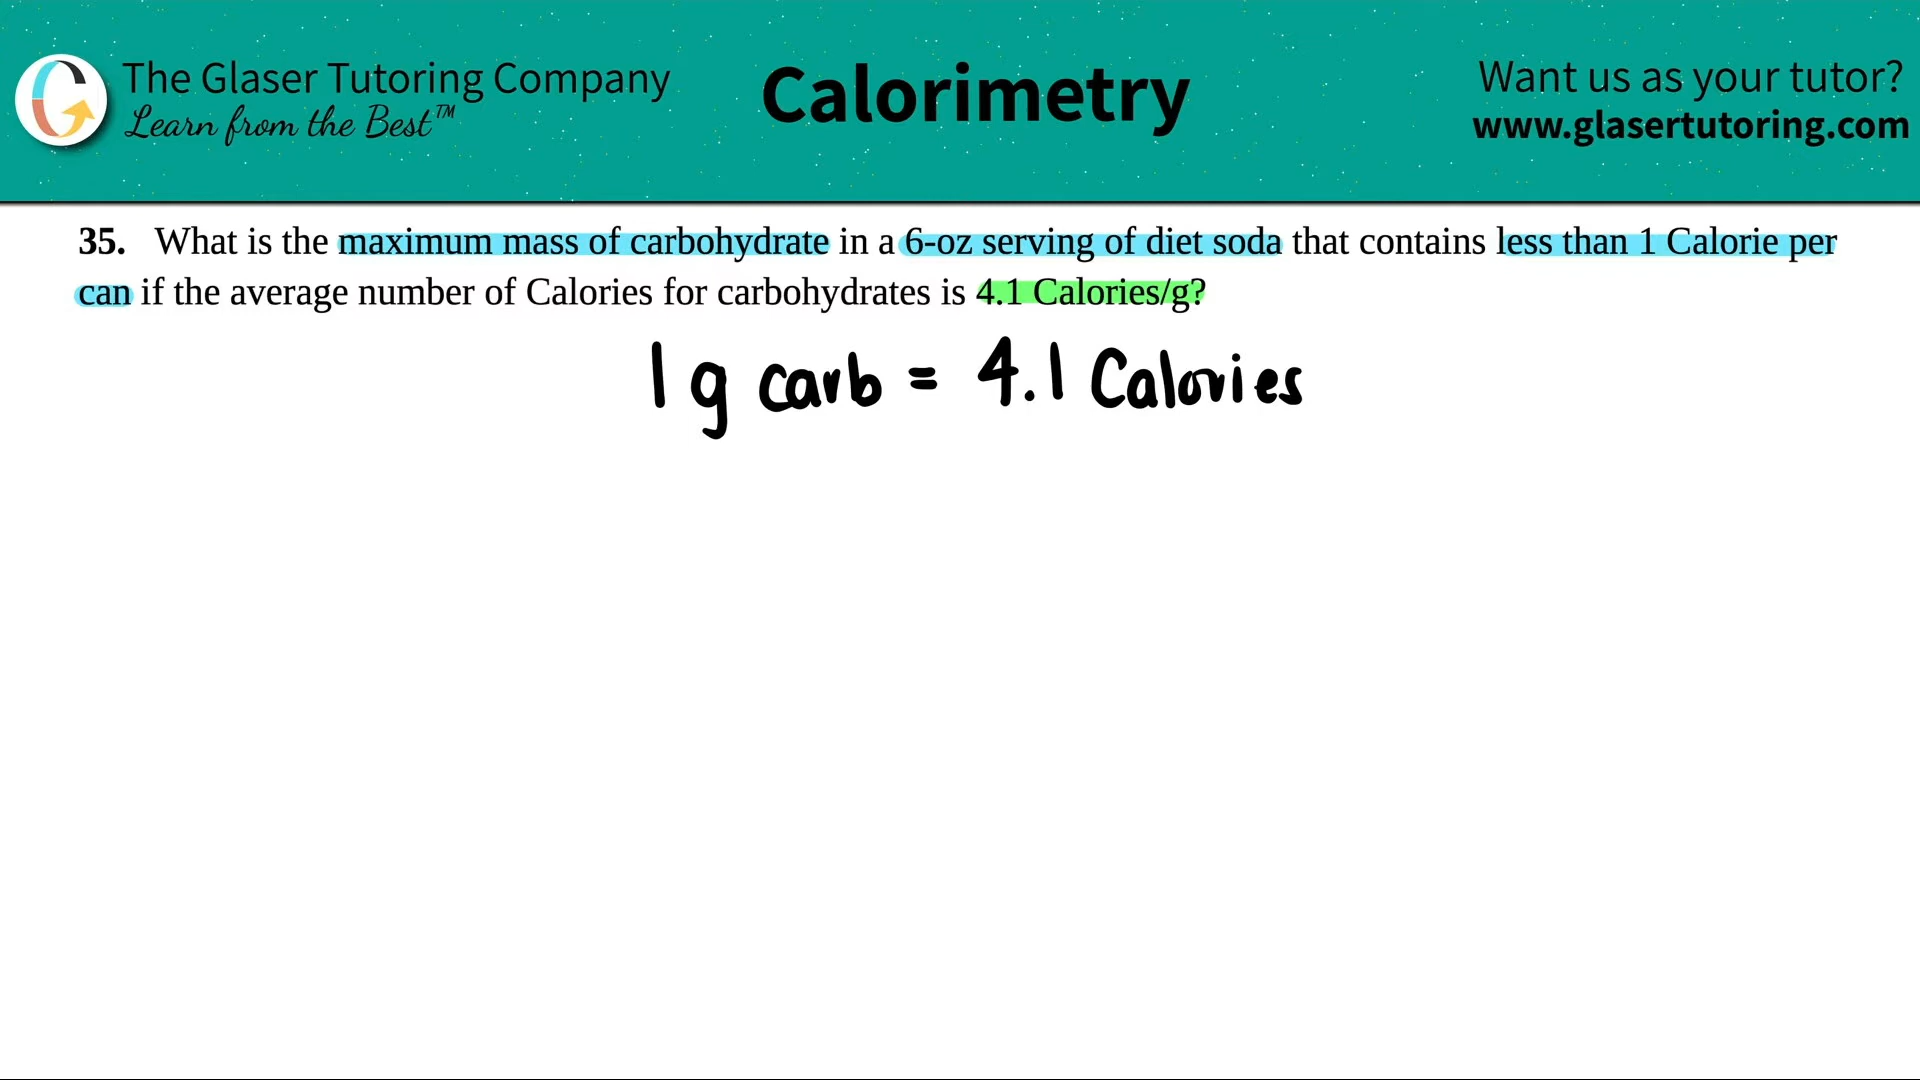 The Glaser Tutoring Company
Learn from the Best™
Calorimetry
Want us as your tutor?
www.glasertutoring.com
35. What is the maximum mass of carbohydrate in a 6-oz serving of diet soda that contains less than 1 Calorie per
can if the average number of Calories for carbohydrates is 4.1 Calories/g?
1 g carb = 4.1 Calories